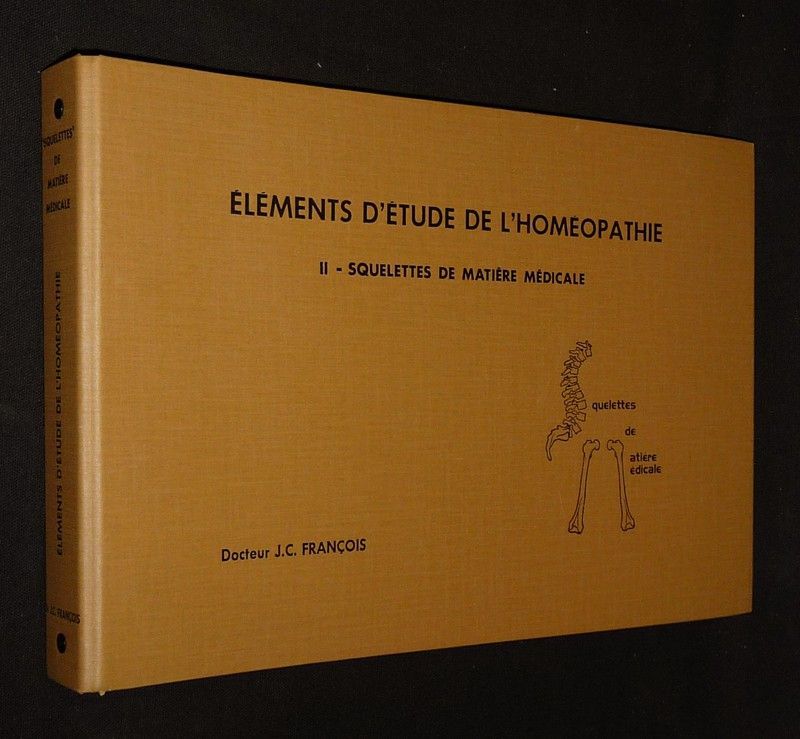 ÉLÉMENTS D'ÉTUDE DE L'HOMÉOPATHIE
II - SQUELETTES DE MATIÈRE MÉDICALE
quelettes
de
atière
édicale
Docteur J.C. FRANÇOIS
"SQUELETTES"
DE
MATIÈRE
MÉDICALE
ÉLÉMENTS D'ÉTUDE DE L'HOMÉOPATHIE
J.C. FRANÇOIS